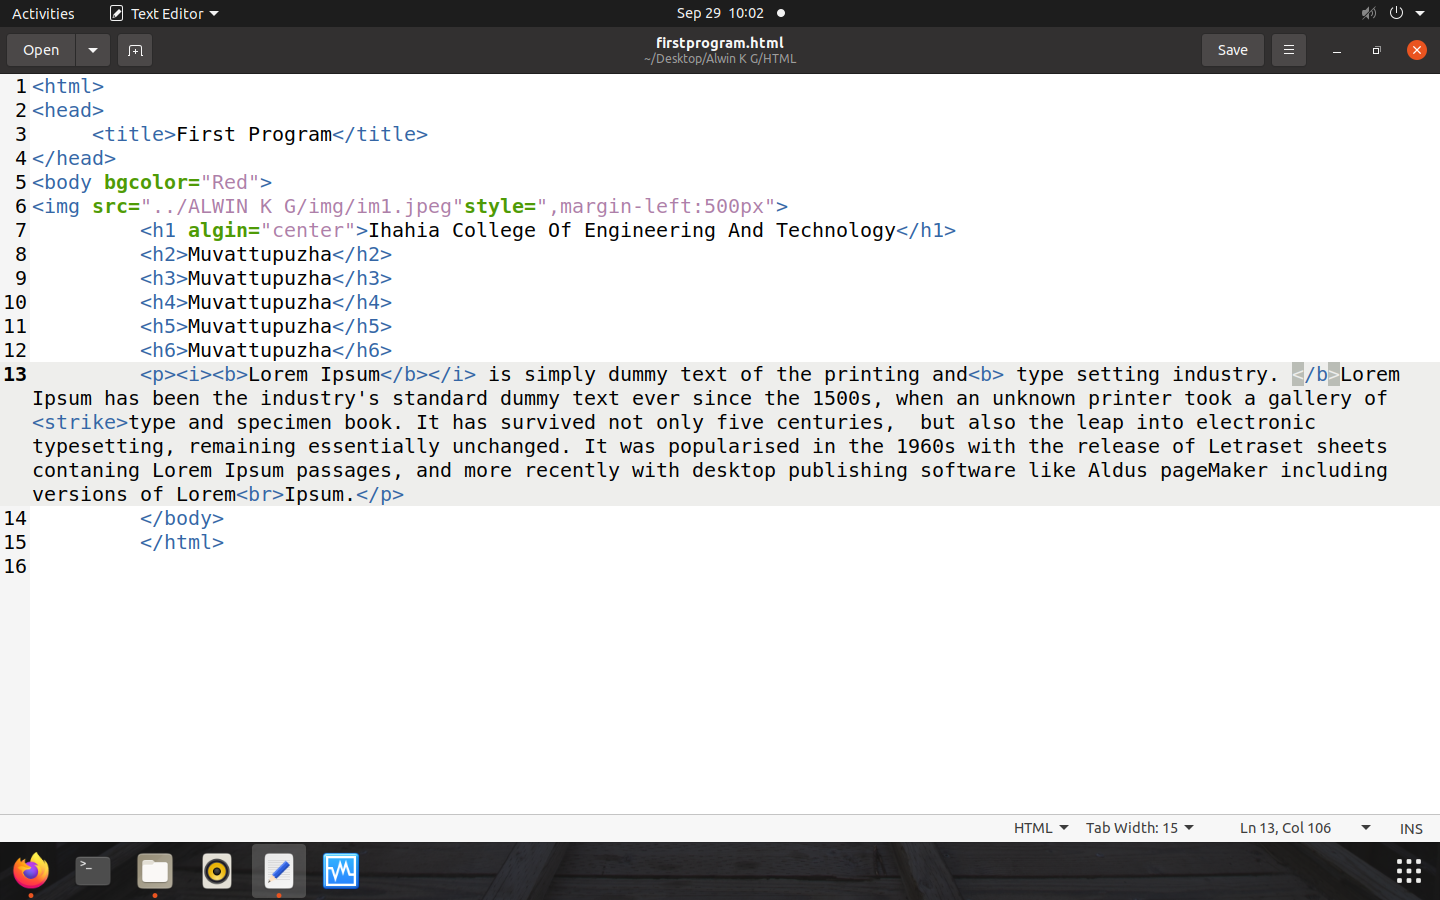 Activities Text Editor Sep 29 10:02
Open firstprogram.html Save
~/Desktop/Alwin K G/HTML
1 <html>
2 <head>
3 <title>First Program</title>
4 </head>
5 <body bgcolor="Red">
6 <img src="../ALWIN K G/img/im1.jpeg"style=",margin-left:500px">
7 <h1 algin="center">Ihahia College Of Engineering And Technology</h1>
8 <h2>Muvattupuzha</h2>
9 <h3>Muvattupuzha</h3>
10 <h4>Muvattupuzha</h4>
11 <h5>Muvattupuzha</h5>
12 <h6>Muvattupuzha</h6>
13 <p><i><b>Lorem Ipsum</b></i> is simply dummy text of the printing and<b> type setting industry. </b>Lorem
Ipsum has been the industry's standard dummy text ever since the 1500s, when an unknown printer took a gallery of
<strike>type and specimen book. It has survived not only five centuries,  but also the leap into electronic
typesetting, remaining essentially unchanged. It was popularised in the 1960s with the release of Letraset sheets
contaning Lorem Ipsum passages, and more recently with desktop publishing software like Aldus pageMaker including
versions of Lorem<br>Ipsum.</p>
14 </body>
15 </html>
16
HTML Tab Width: 15 Ln 13, Col 106 INS